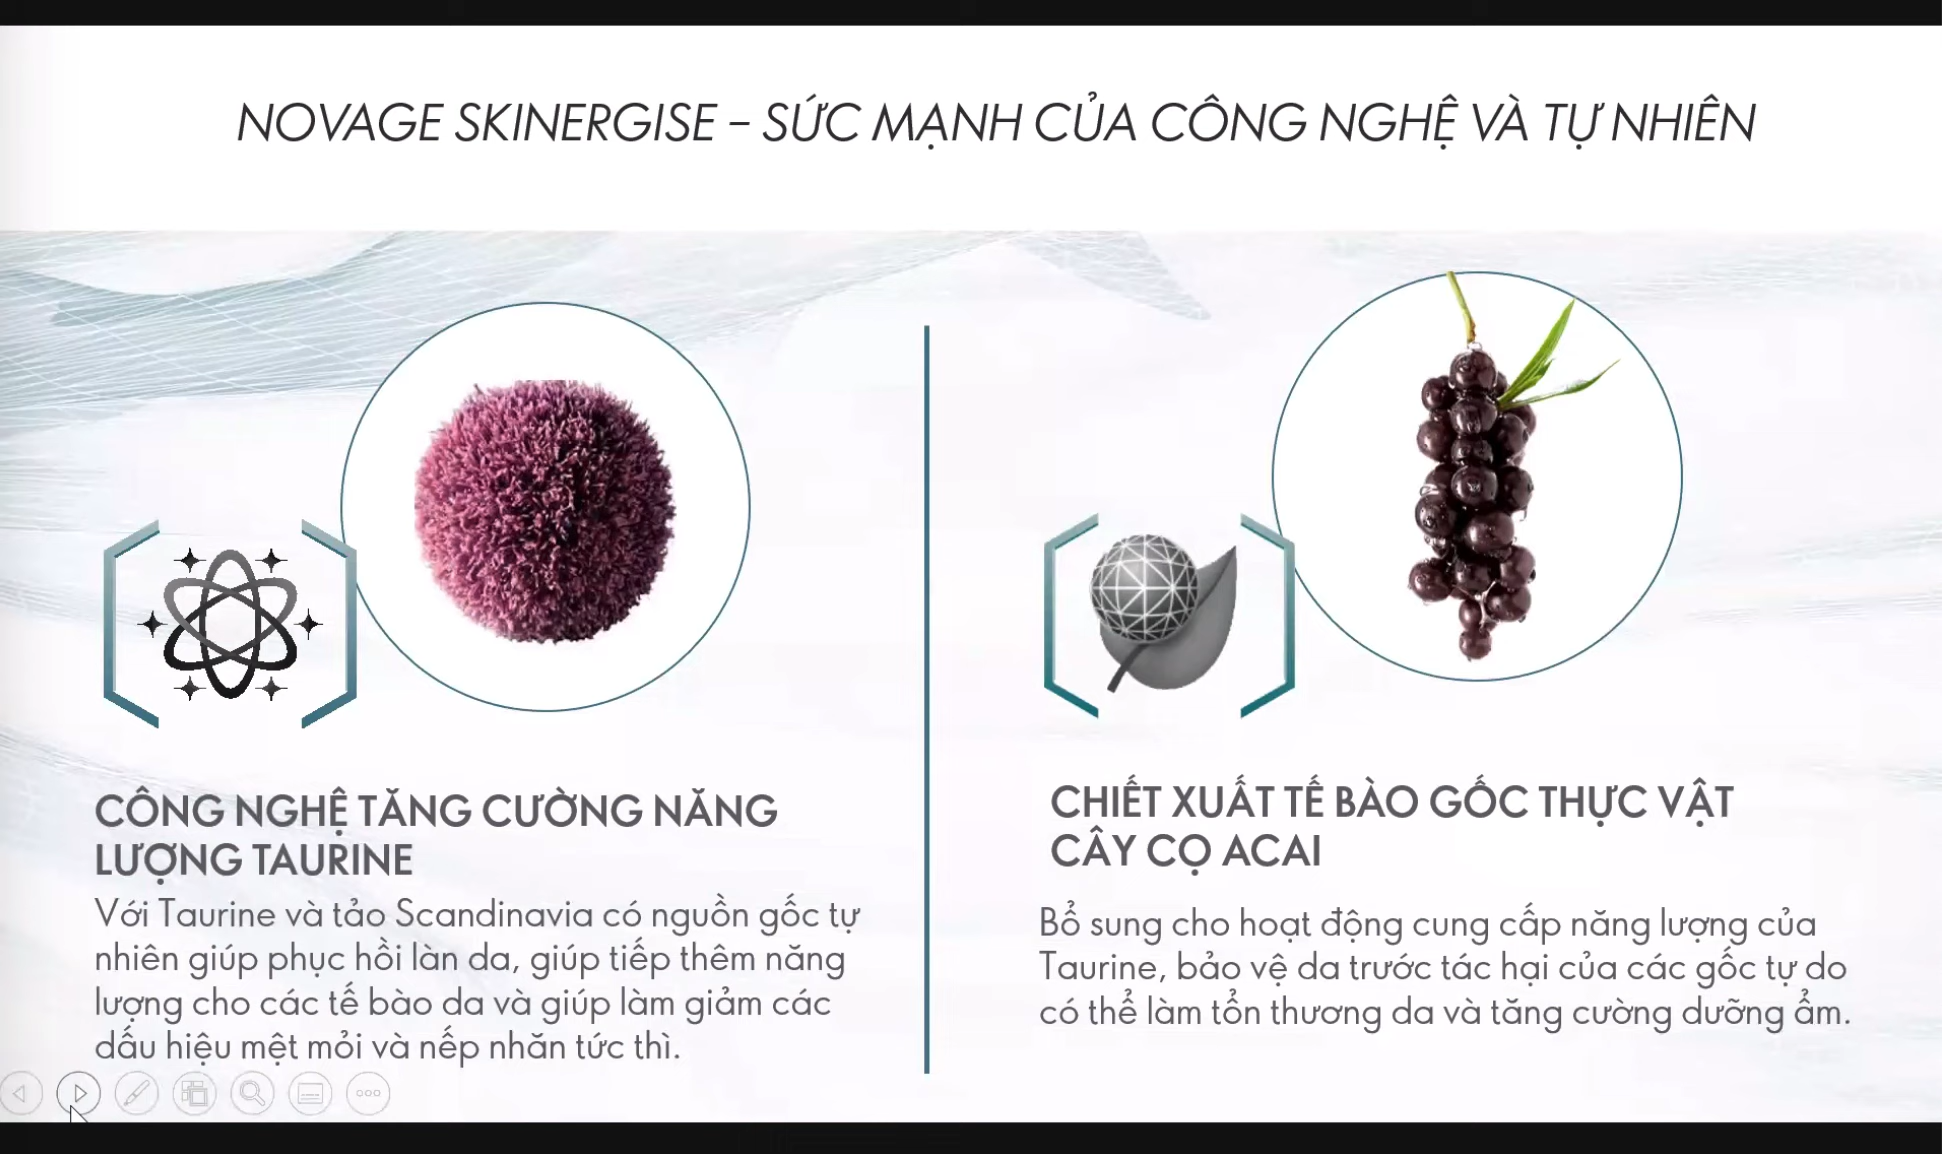 NOVAGE SKINERGISE – SỨC MẠNH CỦA CÔNG NGHỆ VÀ TỰ NHIÊN
CÔNG NGHỆ TĂNG CƯỜNG NĂNG
LƯỢNG TAURINE
Với Taurine và tảo Scandinavia có nguồn gốc tự
nhiên giúp phục hồi làn da, giúp tiếp thêm năng
lượng cho các tế bào da và giúp làm giảm các
dấu hiệu mệt mỏi và nếp nhăn tức thì.
CHIẾT XUẤT TẾ BÀO GỐC THỰC VẬT
CÂY CỌ ACAI
Bổ sung cho hoạt động cung cấp năng lượng của
Taurine, bảo vệ da trước tác hại của các gốc tự do
có thể làm tổn thương da và tăng cường dưỡng ẩm.